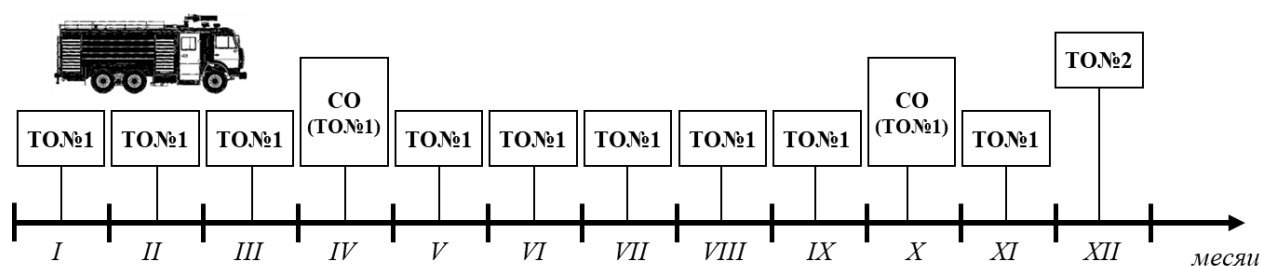 ТО№2
СО
(ТО№1)
СО
(ТО№1)
ТО№1
ТО№1
ТО№1
ТО№1
ТО№1
ТО№1
ТО№1
ТО№1
ТО№1
I
II
III
IV
V
VI
VII
VIII
IX
X
XI
XII
месяц